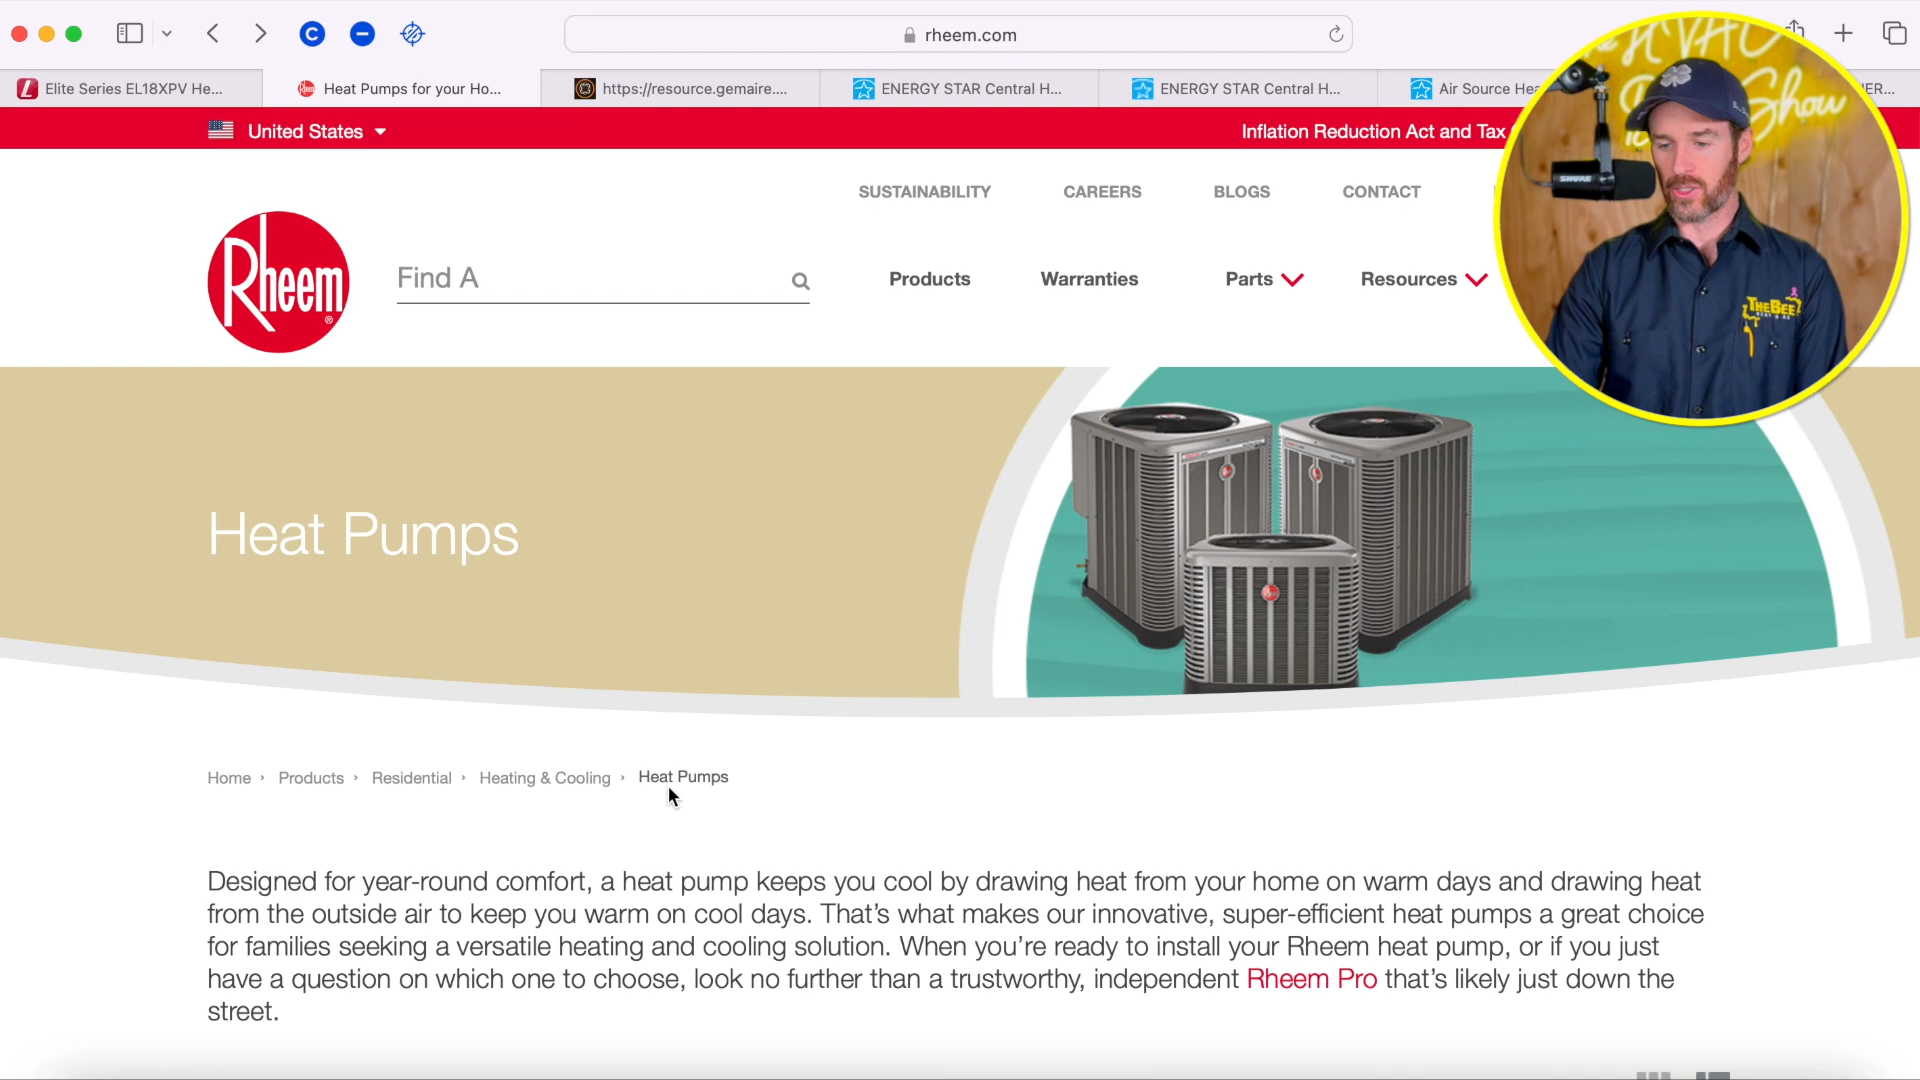 rheem.com
Elite Series EL18XPV He...
Heat Pumps for your Ho...
https://resource.gemaire....
ENERGY STAR Central H...
ENERGY STAR Central H...
Air Source Hea
ER...
United States
Inflation Reduction Act and Tax
SUSTAINABILITY
CAREERS
BLOGS
CONTACT
Rheem
Find A
Products
Warranties
Parts
Resources
HVAC
Show
SHURE
THEBEE
HEAT & AC
Heat Pumps
Home › Products › Residential › Heating & Cooling › Heat Pumps
Designed for year-round comfort, a heat pump keeps you cool by drawing heat from your home on warm days and drawing heat
from the outside air to keep you warm on cool days. That’s what makes our innovative, super-efficient heat pumps a great choice
for families seeking a versatile heating and cooling solution. When you’re ready to install your Rheem heat pump, or if you just
have a question on which one to choose, look no further than a trustworthy, independent Rheem Pro that’s likely just down the
street.